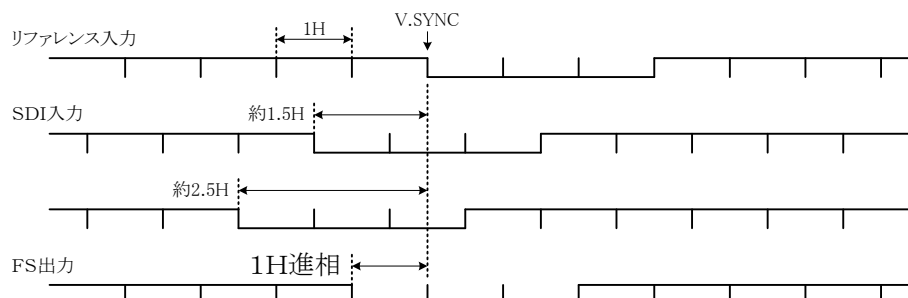 V.SYNC
1H
リファレンス入力
SDI入力
約1.5H
約2.5H
FS出力
1H進相